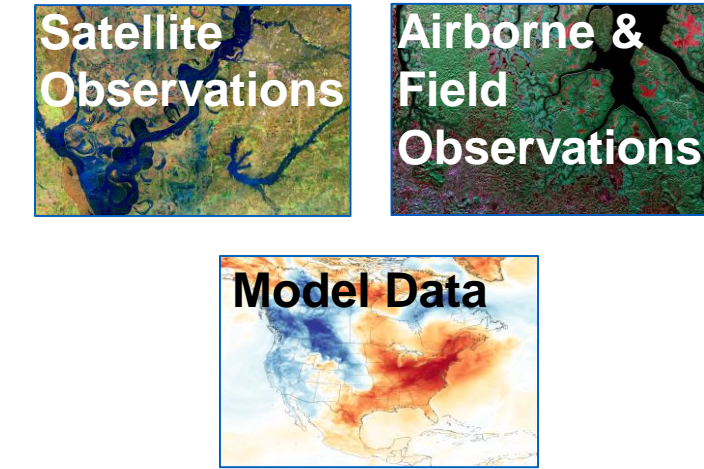 Satellite
Observations
Airborne &
Field
Observations
Model Data